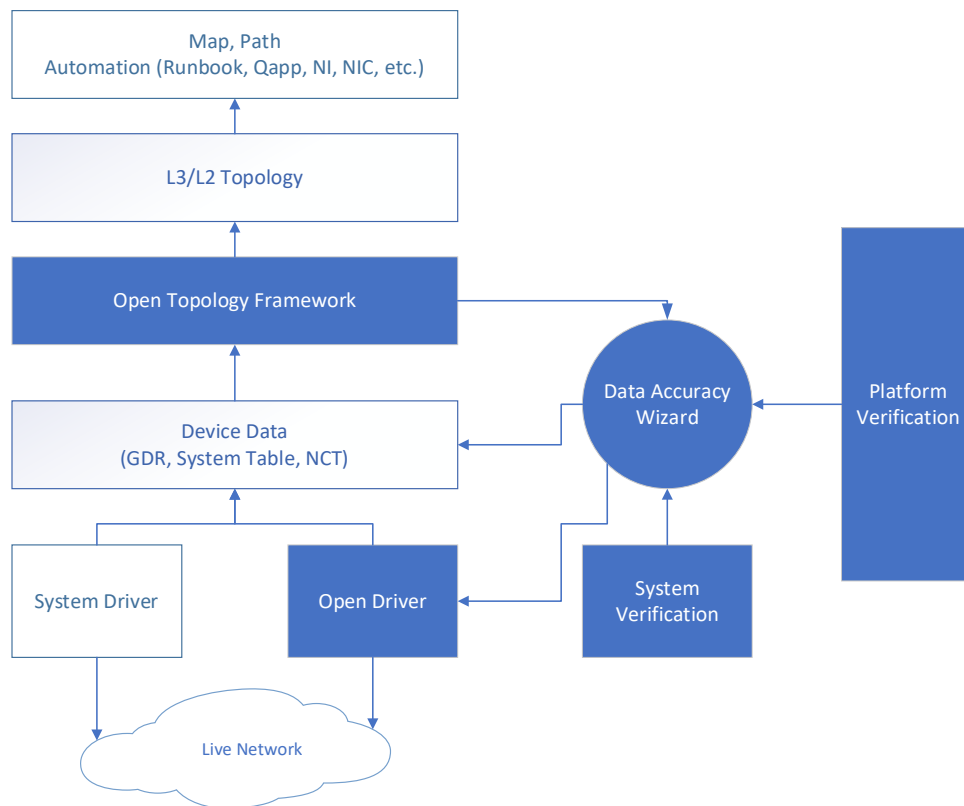 Map, Path
Automation (Runbook, Qapp, NI, NIC, etc.)
L3/L2 Topology
Open Topology Framework
Data Accuracy
Wizard
Platform
Verification
Device Data
(GDR, System Table, NCT)
System Driver
Open Driver
System
Verification
Live Network